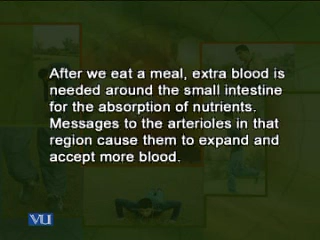 After we eat a meal, extra blood is
needed around the small intestine
for the absorption of nutrients.
Messages to the arterioles in that
region cause them to expand and
accept more blood.
VU